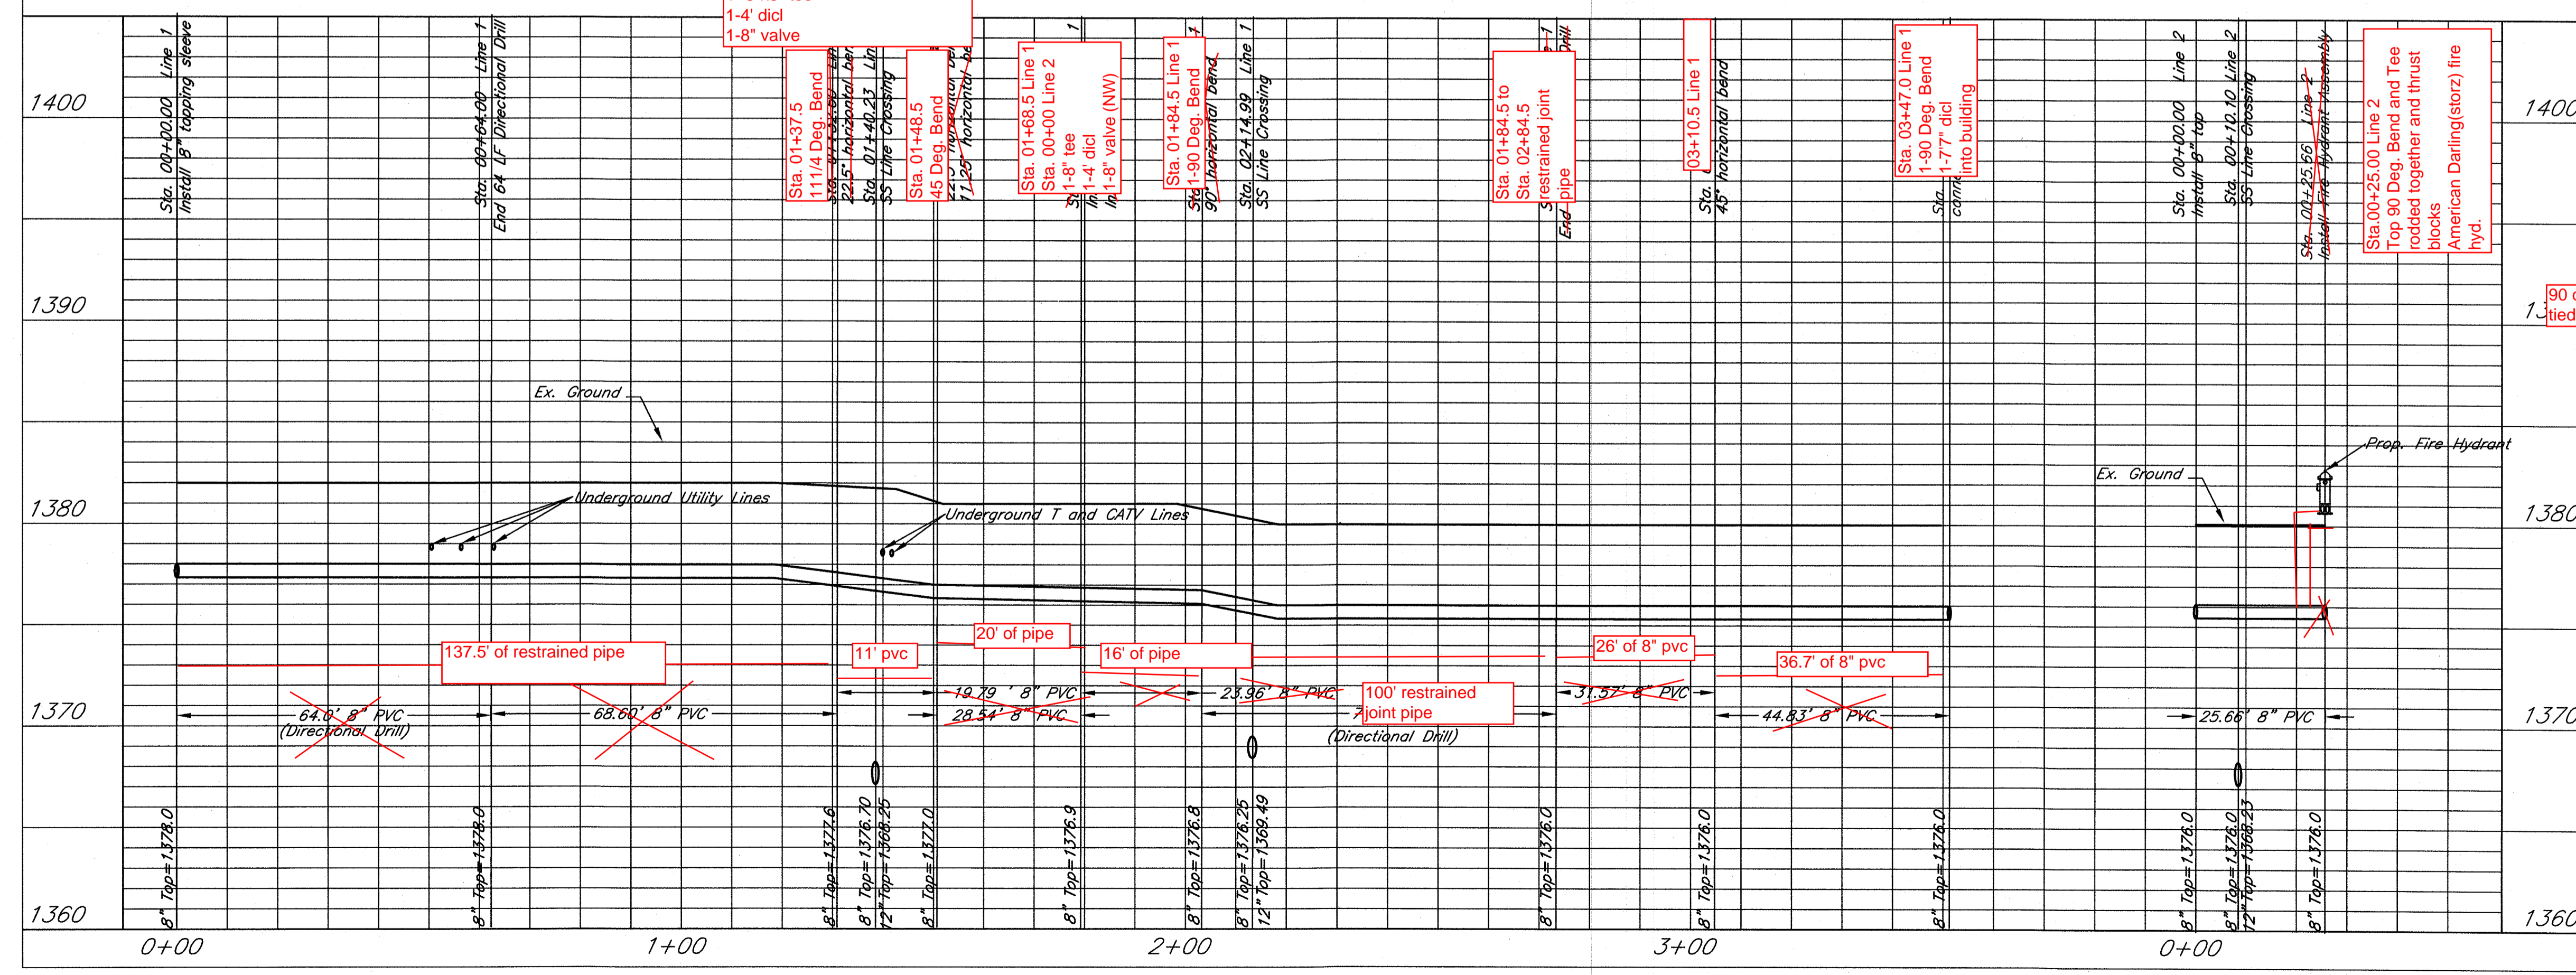 1-4' dicl
1-8" valve
Sta. 00+00.00 Line 1
Install 8" tapping sleeve
Sta. 00+64.00 Line 1
End 64 LF Directional Drill
Sta. 01+37.5
111/4 Deg. Bend
22.5° horizontal
Sta. 01+40.23
SS Line Crossing
Sta. 01+48.5
45 Deg. Bend
11.25° horizontal
Sta. 01+68.5 Line 1
Sta. 00+00 Line 2
1-8" tee
1-4' dicl
1-8" valve (NW)
1
Sta. 01+84.5 Line 1
1-90 Deg. Bend
90° horizontal bend
Sta. 02+14.99 Line 1
SS Line Crossing
Sta. 01+84.5 to
Sta. 02+84.5
restrained joint
pipe
End
03+10.5 Line 1
Sta.
45° horizontal bend
Sta. 03+47.0 Line 1
1-90 Deg. Bend
1-7'7" dicl
into building
Sta.
Sta. 00+00.00 Line 2
Install 8" tap
Sta. 00+10.10 Line 2
SS Line Crossing
Sta. 00+25.66 Line 2
Install Fire Hydrant Assembly
Sta.00+25.00 Line 2
Top 90 Deg. Bend and Tee
rodded together and thrust
blocks
American Darling(storz) fire
hyd.
1400
1400
1390
90
tied
Ex. Ground
Prop. Fire Hydrant
Ex. Ground
Underground Utility Lines
Underground T and CATV Lines
1380
1380
137.5' of restrained pipe
11' pvc
20' of pipe
16' of pipe
26' of 8" pvc
36.7' of 8" pvc
100' restrained
joint pipe
19.79 ' 8" PVC
23.96' 8" PVC
31.57' 8" PVC
64.0' 8" PVC
(Directional Drill)
68.60' 8" PVC
28.54' 8" PVC
(Directional Drill)
44.83' 8" PVC
25.66' 8" PVC
1370
1370
8" Top=1378.0
8" Top=1378.0
8" Top=1377.6
8" Top=1376.70
12" Top=1368.25
8" Top=1377.0
8" Top=1376.9
8" Top=1376.8
8" Top=1376.25
12" Top=1369.49
8" Top=1376.0
8" Top=1376.0
8" Top=1376.0
8" Top=1376.0
8" Top=1376.0
12" Top=1368.23
8" Top=1376.0
1360
1360
0+00
1+00
2+00
3+00
0+00